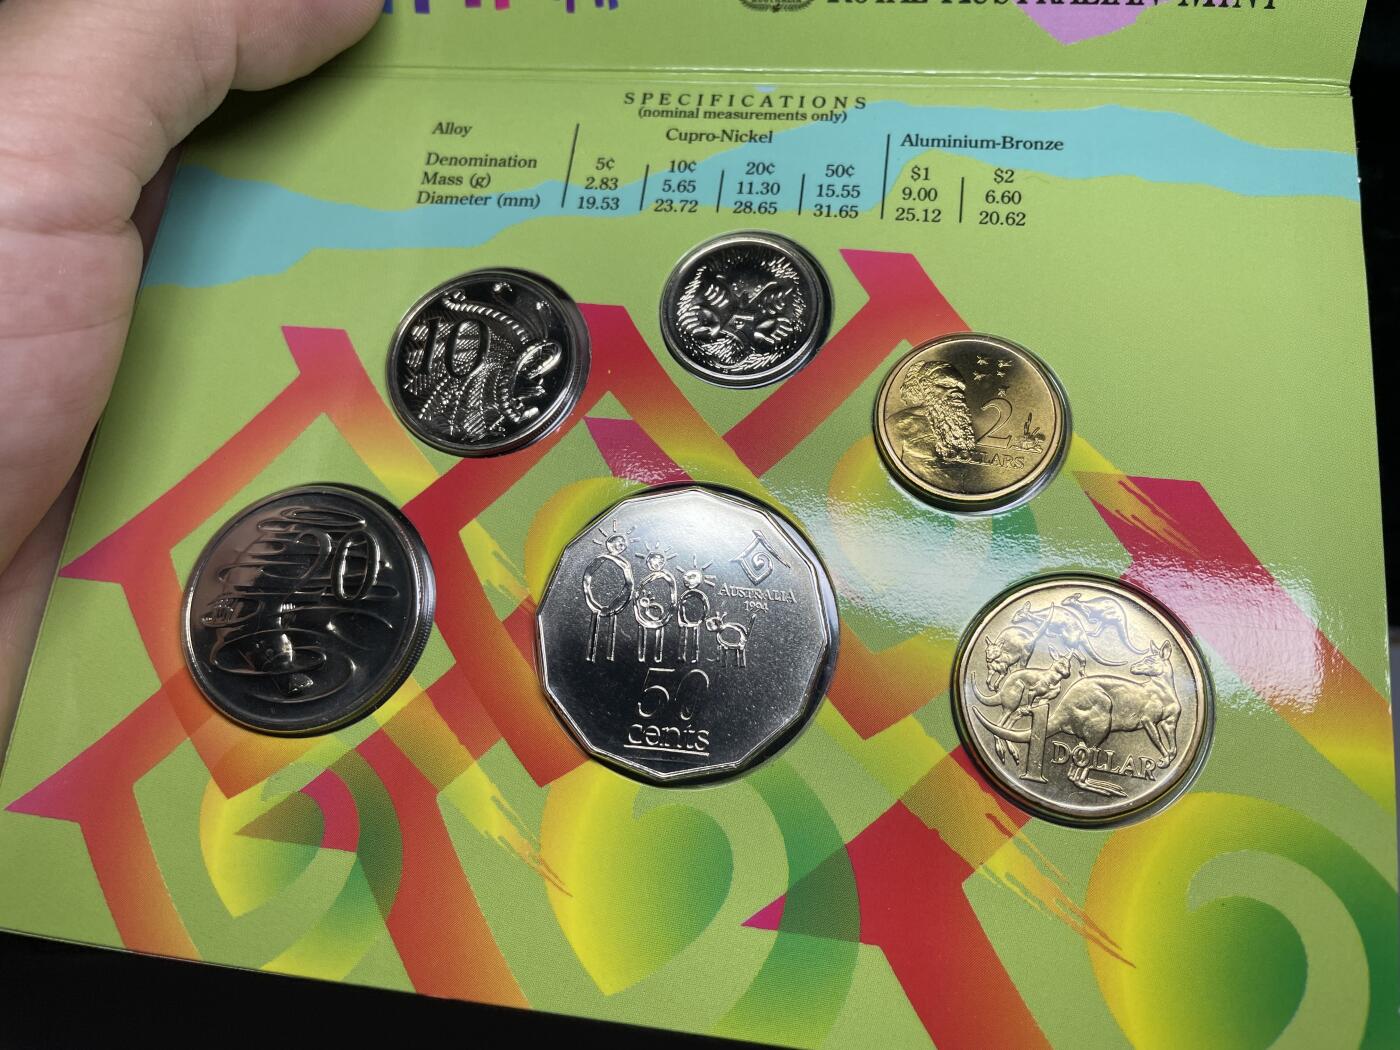 ROYAL AUSTRALIAN MINT
SPECIFICATIONS
(nominal measurements only)
Alloy Cupro-Nickel Aluminium-Bronze
Denomination 5¢ 10¢ 20¢ 50¢ $1 $2
Mass (g) 2.83 5.65 11.30 15.55 9.00 6.60
Diameter (mm) 19.53 23.72 28.65 31.65 25.12 20.62
10
2
DOLLARS
20
AUSTRALIA
1994
50
cents
1
DOLLAR